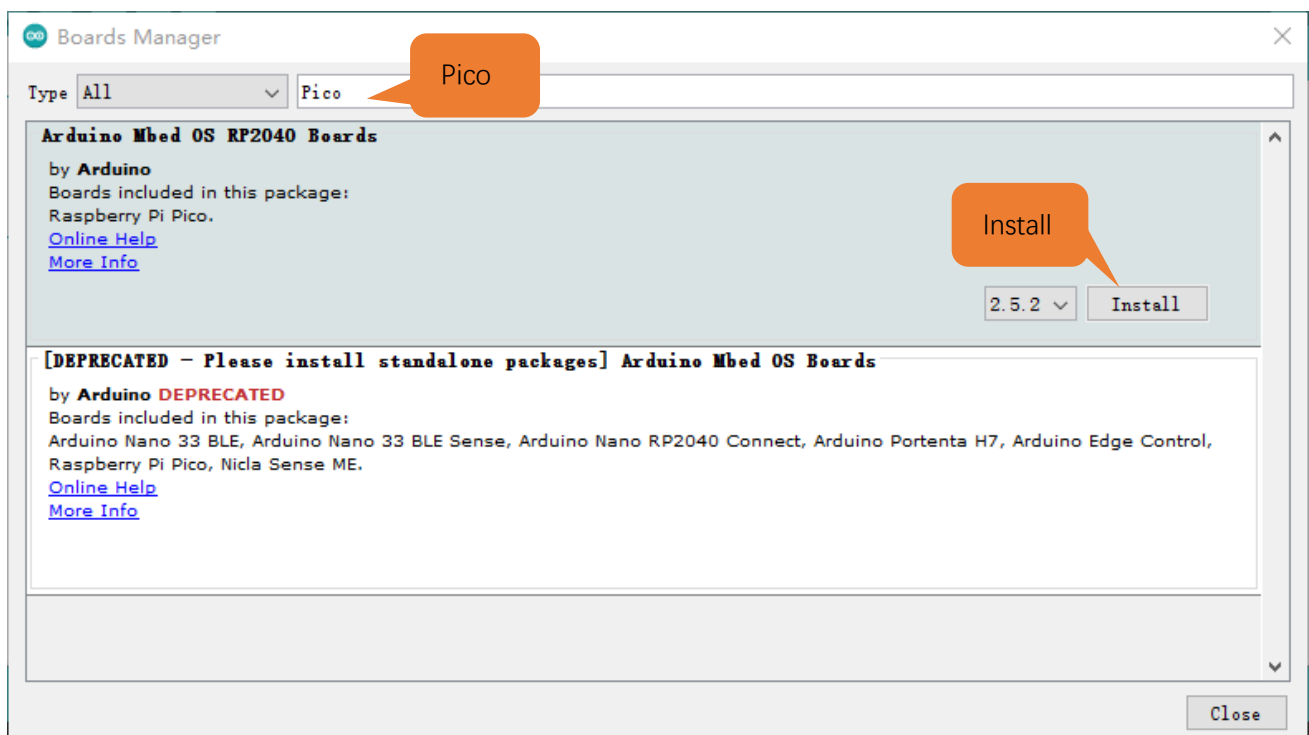 Boards Manager
Pico
Type All Pico
Arduino Mbed OS RP2040 Boards
by Arduino
Boards included in this package:
Raspberry Pi Pico.
Online Help
More Info
Install
2.5.2 Install
[DEPRECATED - Please install standalone packages] Arduino Mbed OS Boards
by Arduino DEPRECATED
Boards included in this package:
Arduino Nano 33 BLE, Arduino Nano 33 BLE Sense, Arduino Nano RP2040 Connect, Arduino Portenta H7, Arduino Edge Control,
Raspberry Pi Pico, Nicla Sense ME.
Online Help
More Info
Close